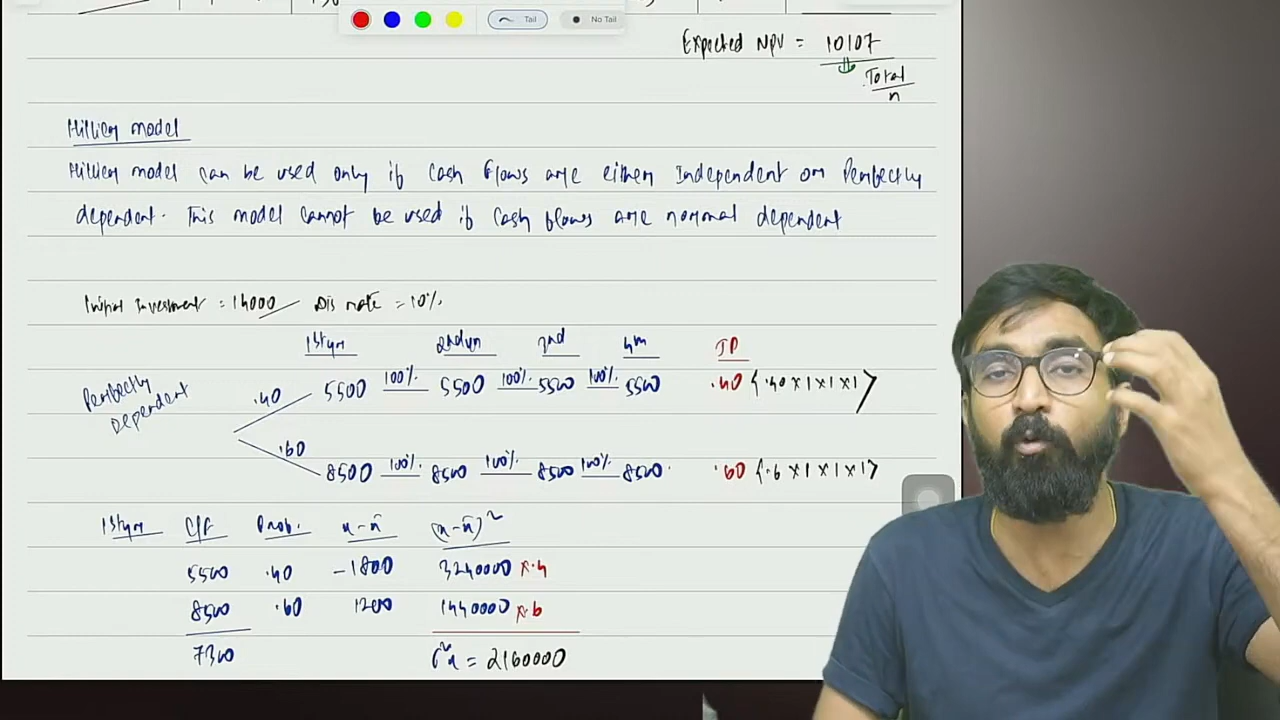 Tail No Tail
Expected NPV = 10107
Total
n
Hillier model
Hillier model can be used only if cash flows are either Independent or Perfectly
dependent. This model cannot be used if cash flows are normal dependent
Initial Investment = 14000 Dis rate = 10%
1st yr 2nd yr 3rd 4th JP
Perfectly
Dependent
.40 5500 100% 5500 100% 5500 100% 5500 .40 {.40 x 1 x 1 x 1}
.60 8500 100% 8500 100% 8500 100% 8500 .60 {.6 x 1 x 1 x 1}
1st yr C/F Prob. x-x̄ (x-x̄)²
5500 .40 -1800 3240000 x.4
8500 .60 1200 1440000 x.6
7300 σ²x = 2160000